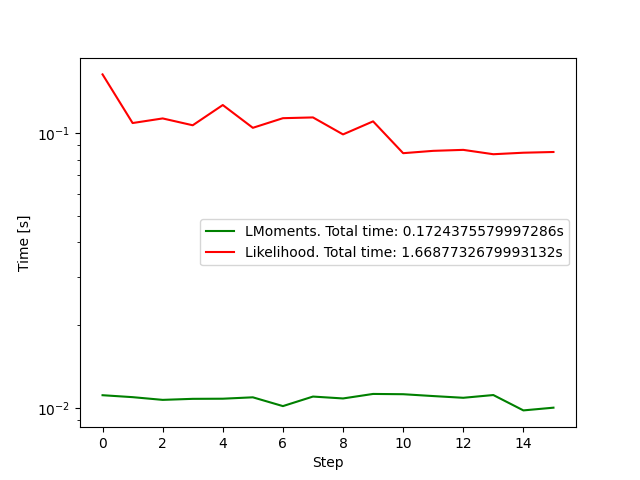 10⁻¹
Time [s]
LMoments. Total time: 0.1724375579997286s
Likelihood. Total time: 1.6687732679993132s
10⁻²
0 2 4 6 8 10 12 14
Step